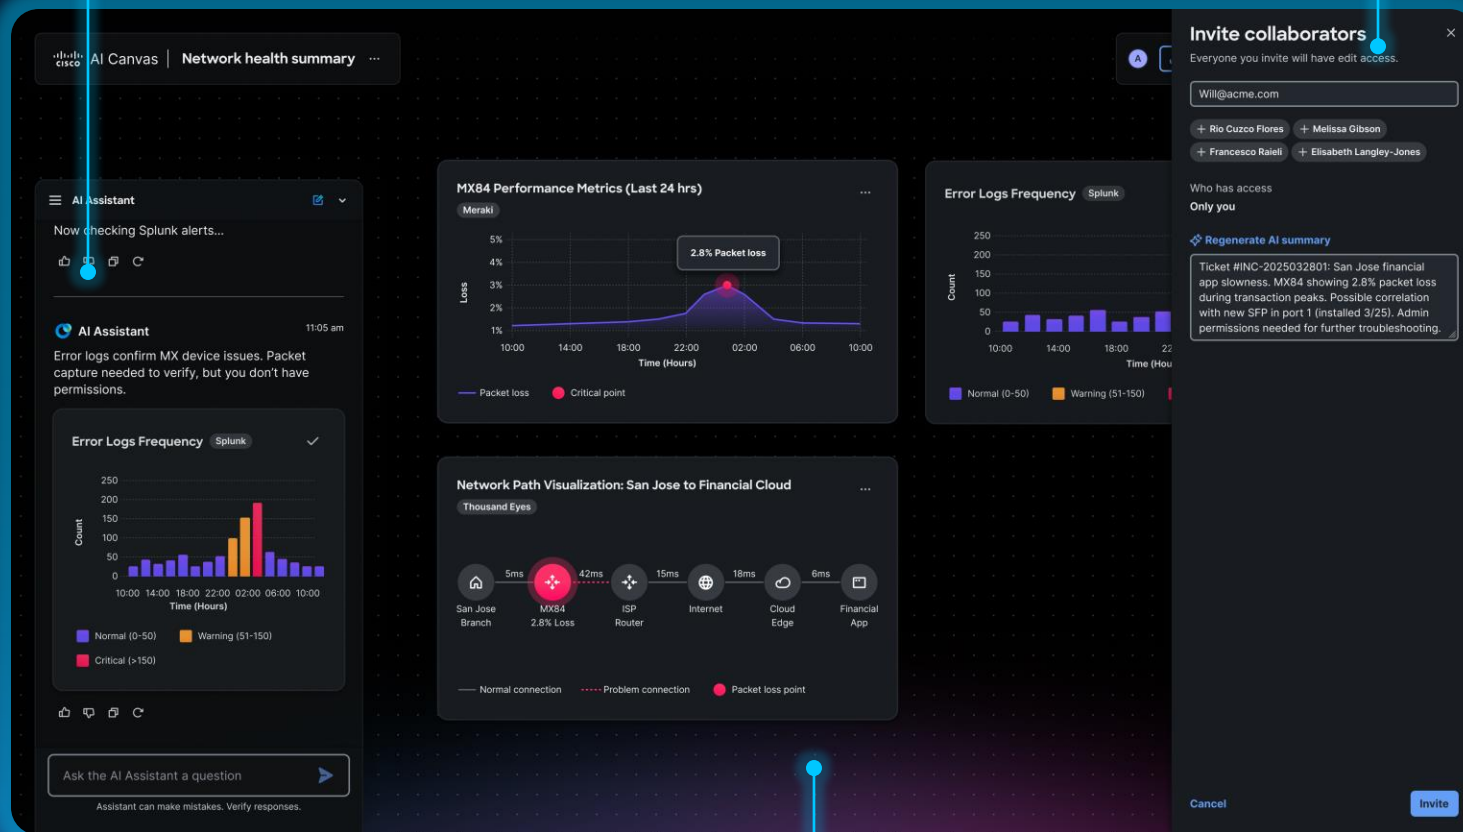 cisco AI Canvas | Network health summary ...
A
AI Assistant
Now checking Splunk alerts...
AI Assistant 11:05 am
Error logs confirm MX device issues. Packet
capture needed to verify, but you don't have
permissions.
Error Logs Frequency Splunk
250
200
150
100
50
0
Count
10:00 14:00 18:00 22:00 02:00 06:00 10:00
Time (Hours)
Normal (0-50) Warning (51-150)
Critical (>150)
Ask the AI Assistant a question
Assistant can make mistakes. Verify responses.
MX84 Performance Metrics (Last 24 hrs) ...
Meraki
5%
4%
3%
2%
1%
Loss
2.8% Packet loss
10:00 14:00 18:00 22:00 02:00 06:00 10:00
Time (Hours)
Packet loss Critical point
Error Logs Frequency Splunk
250
200
150
100
50
0
Count
10:00 14:00 18:00 22
Time (Hou
Normal (0-50) Warning (51-150)
Network Path Visualization: San Jose to Financial Cloud ...
Thousand Eyes
5ms 42ms 15ms 18ms 6ms
San Jose MX84 ISP Internet Cloud Financial
Branch 2.8% Loss Router Edge App
Normal connection Problem connection Packet loss point
Invite collaborators
Everyone you invite will have edit access.
Will@acme.com
+ Rio Cuzco Flores + Melissa Gibson
+ Francesco Raieli + Elisabeth Langley-Jones
Who has access
Only you
Regenerate AI summary
Ticket #INC-2025032801: San Jose financial
app slowness. MX84 showing 2.8% packet loss
during transaction peaks. Possible correlation
with new SFP in port 1 (installed 3/25). Admin
permissions needed for further troubleshooting.
Cancel Invite